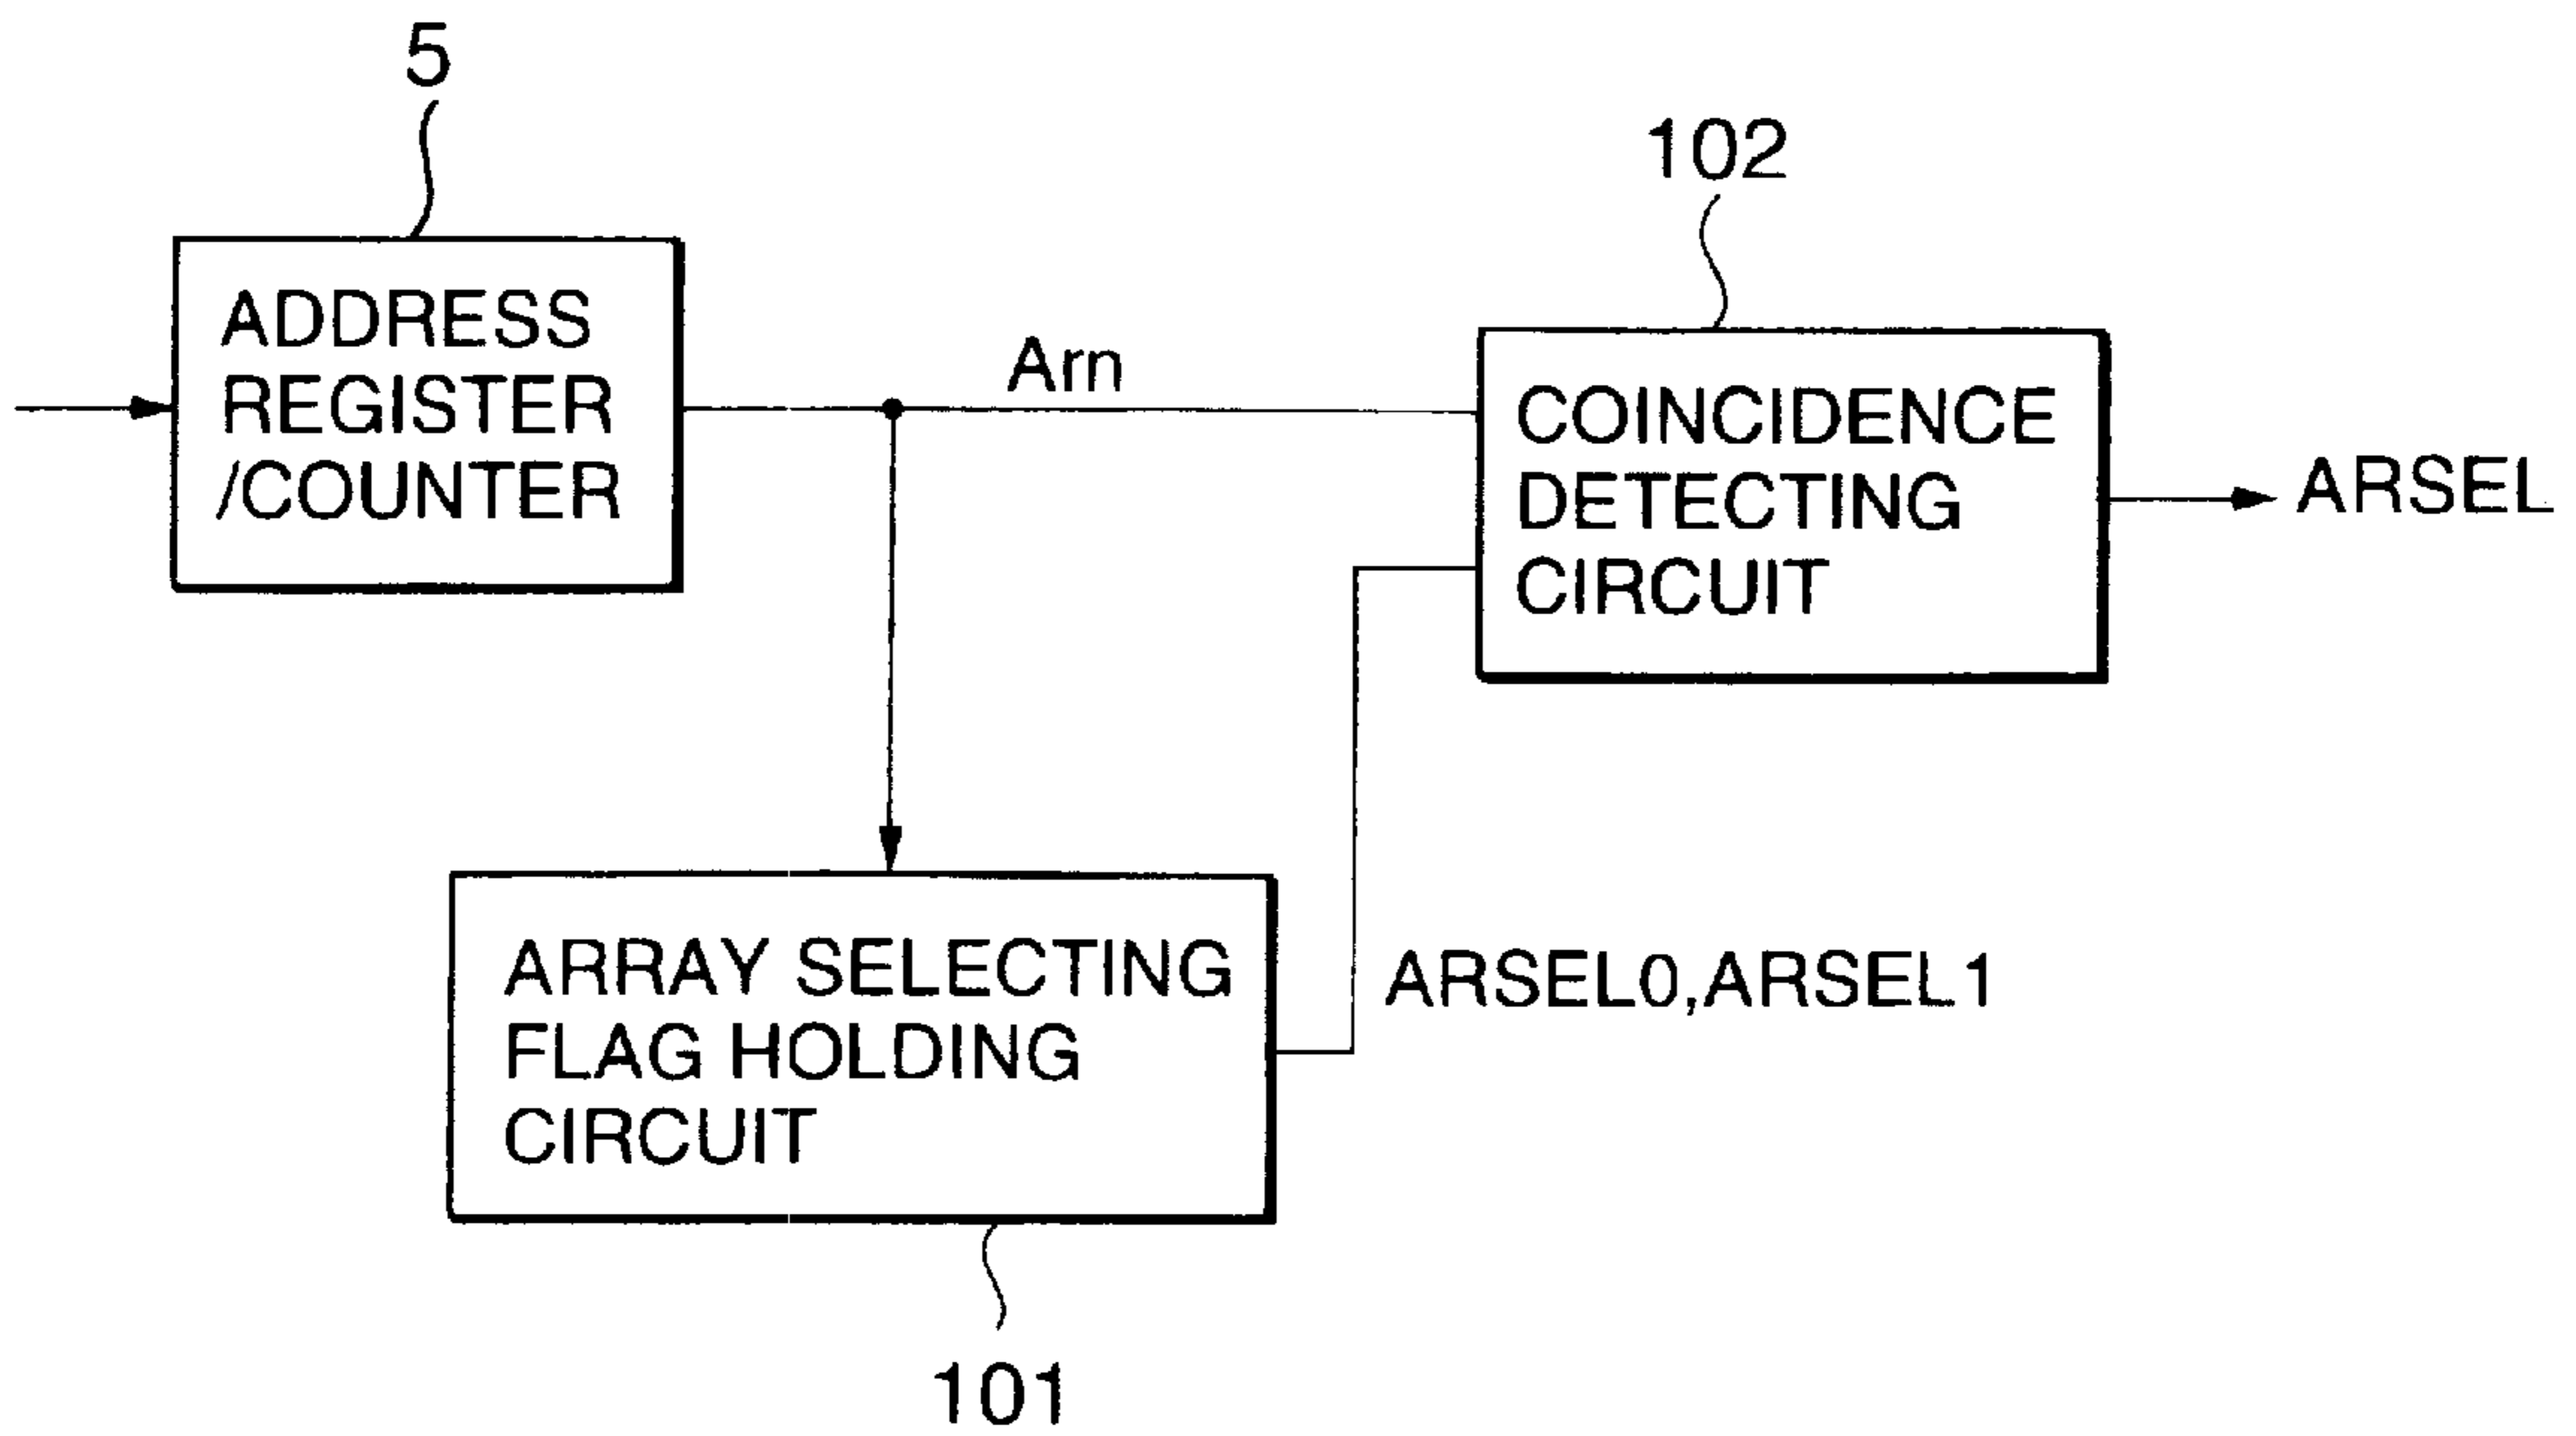 5
ADDRESS
REGISTER
/COUNTER
Arn
102
COINCIDENCE
DETECTING
CIRCUIT
ARSEL
ARRAY SELECTING
FLAG HOLDING
CIRCUIT
ARSEL0,ARSEL1
101